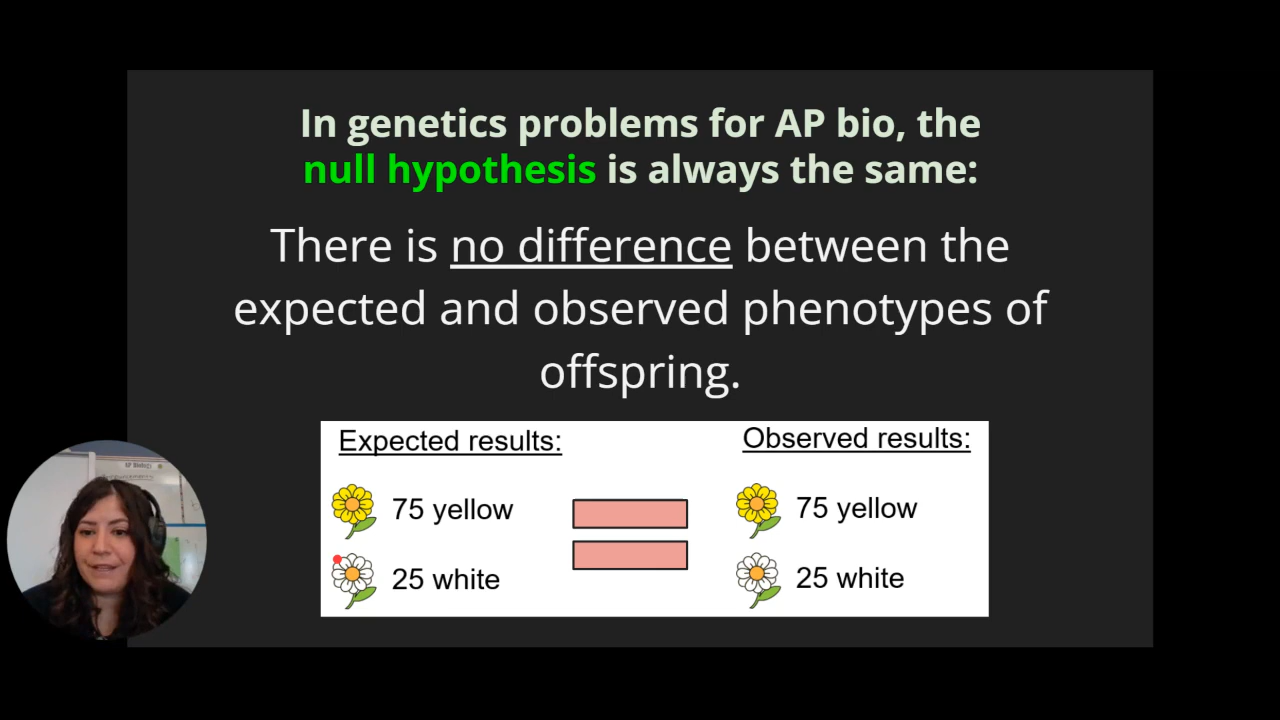 In genetics problems for AP bio, the
null hypothesis is always the same:
There is no difference between the
expected and observed phenotypes of
offspring.
Expected results:
75 yellow
25 white
Observed results:
75 yellow
25 white